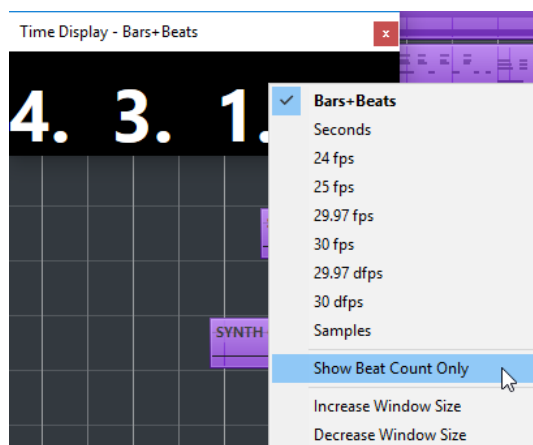 Time Display - Bars+Beats
x
4. 3. 1.
Bars+Beats
Seconds
24 fps
25 fps
29.97 fps
30 fps
29.97 dfps
30 dfps
Samples
SYNTH
Show Beat Count Only
Increase Window Size
Decrease Window Size